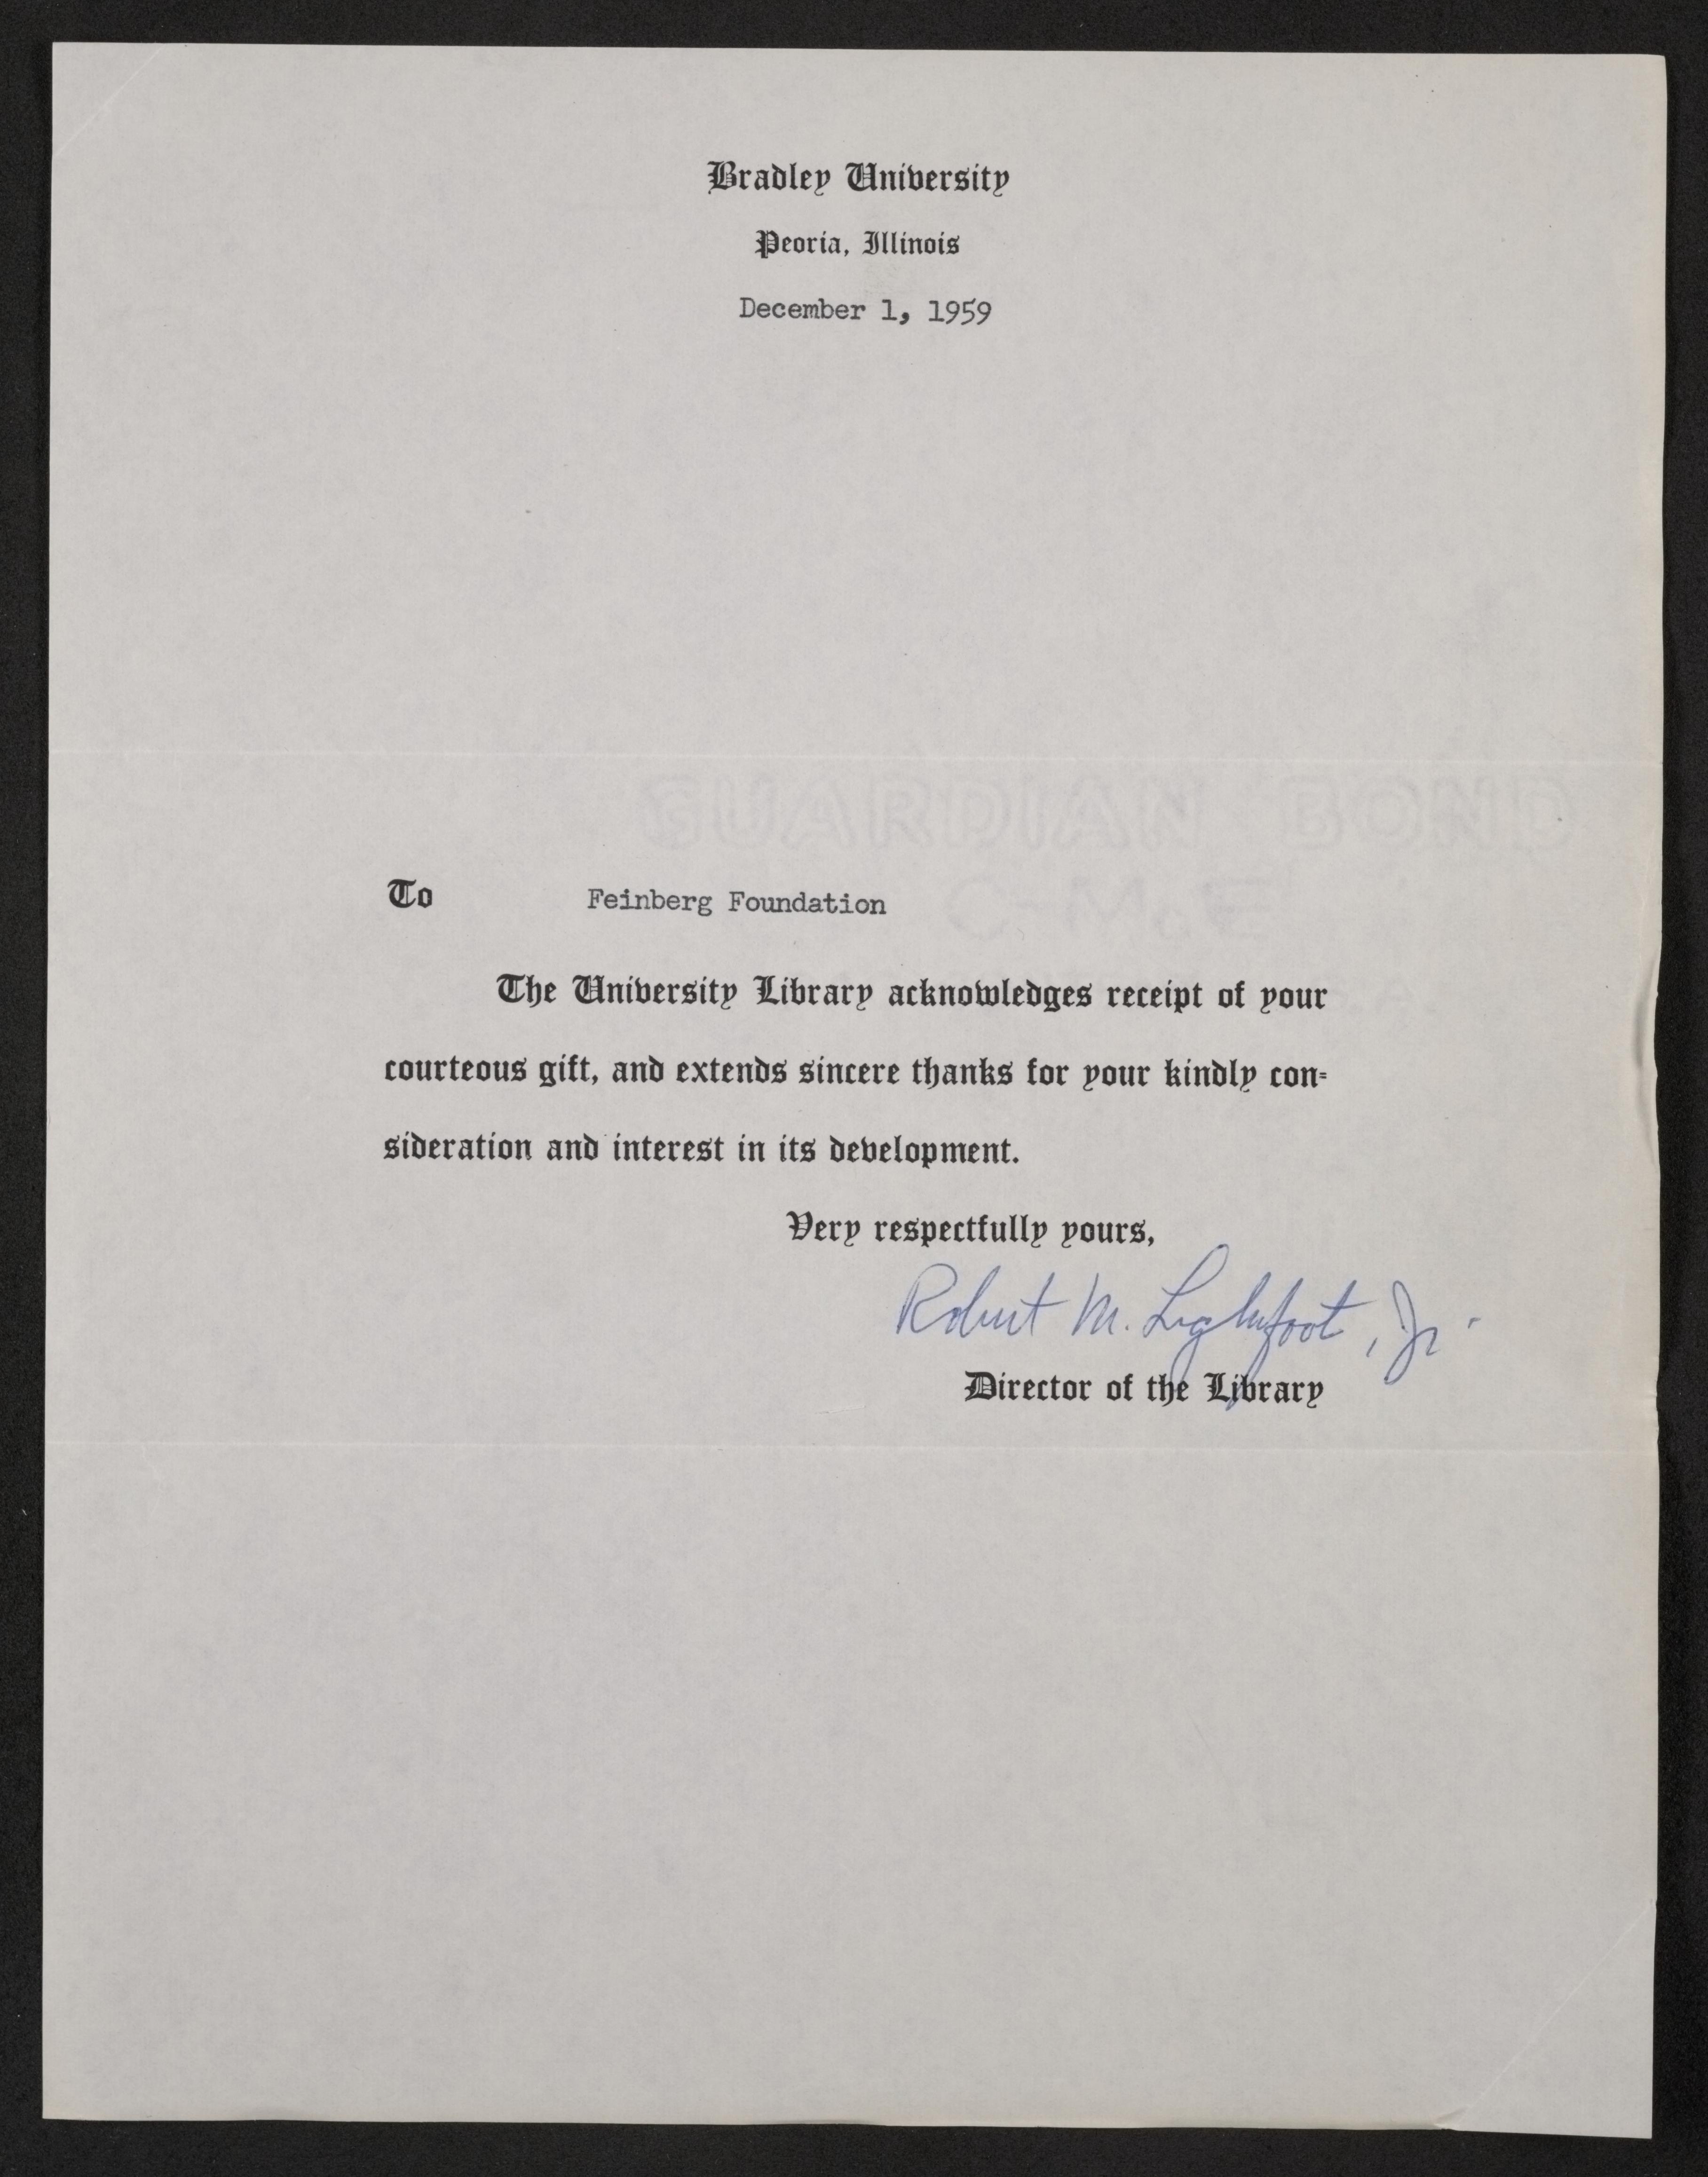 Bradley University
Peoria, Illinois
December 1, 1959
GUARDIAN BOND
To Feinberg Foundation
The University Library acknowledges receipt of your
courteous gift, and extends sincere thanks for your kindly con=
sideration and interest in its development.
Very respectfully yours,
Robert M. Lightfoot, Jr.
Director of the Library